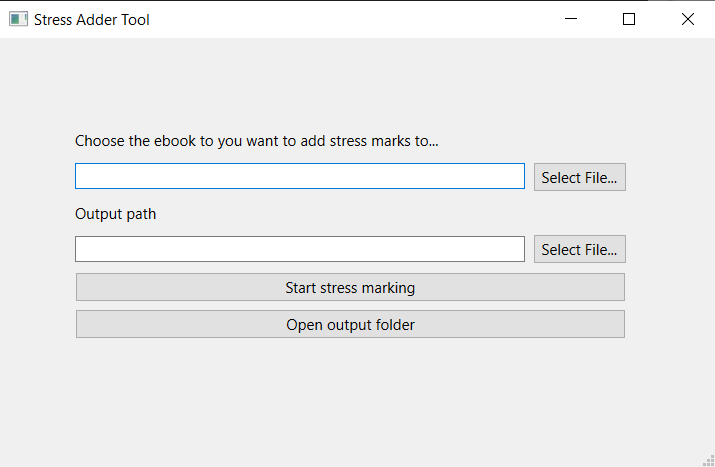 Stress Adder Tool
Choose the ebook to you want to add stress marks to...
Select File...
Output path
Select File...
Start stress marking
Open output folder